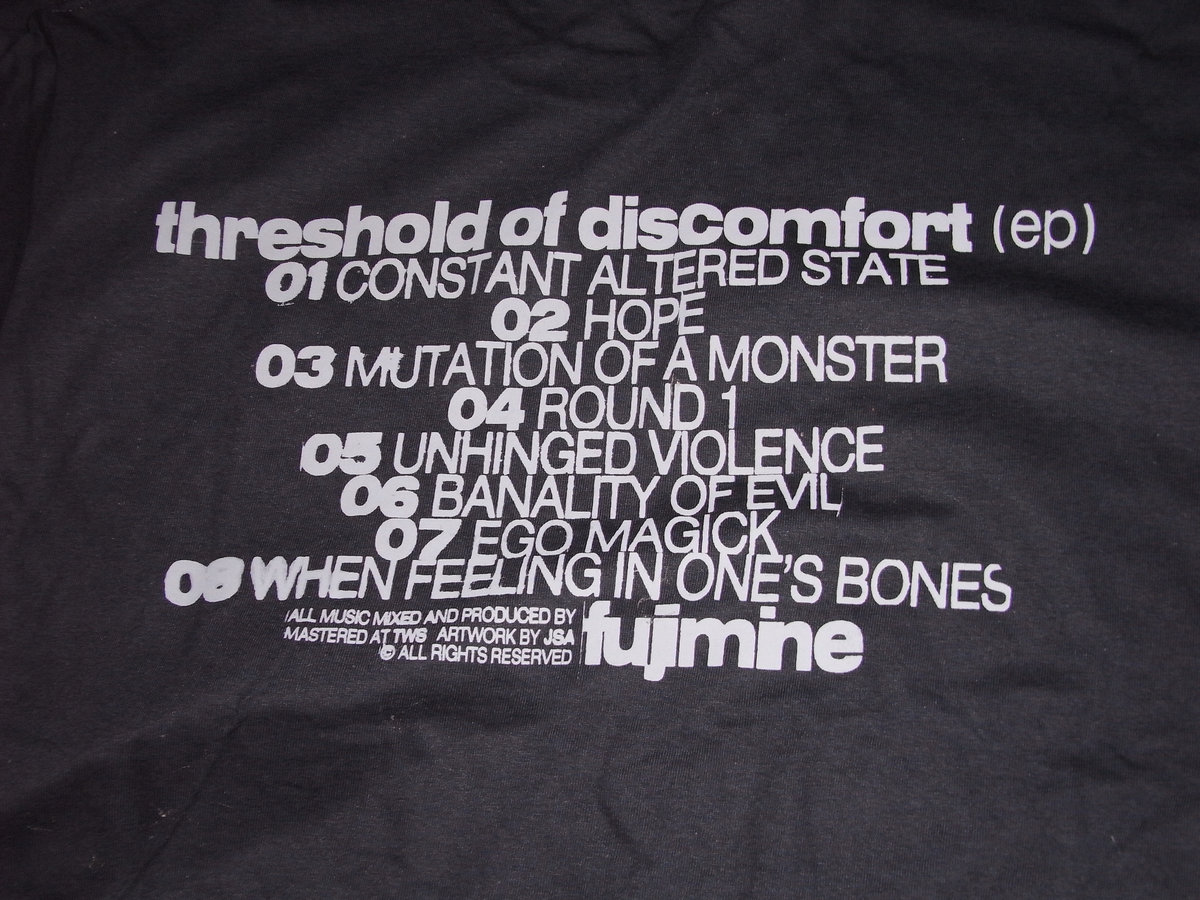 threshold of discomfort (ep)
01 CONSTANT ALTERED STATE
02 HOPE
03 MUTATION OF A MONSTER
04 ROUND 1
05 UNHINGED VIOLENCE
06 BANALITY OF EVIL
07 EGO MAGICK
08 WHEN FEELING IN ONE'S BONES
ALL MUSIC MIXED AND PRODUCED BY
MASTERED AT TWS ARTWORK BY JSA
© ALL RIGHTS RESERVED
fujimine